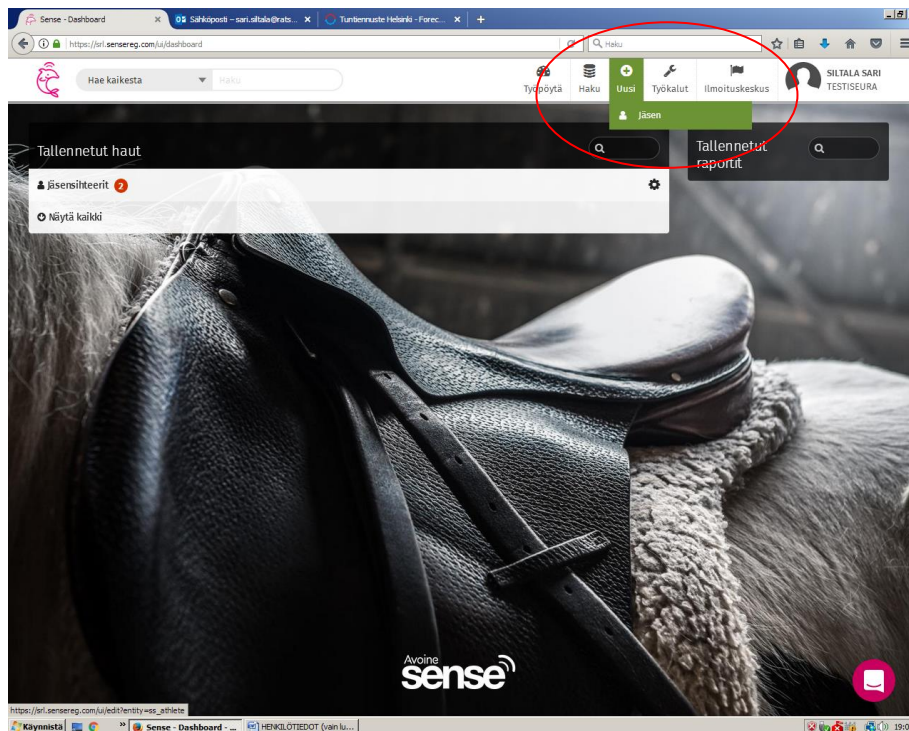 Sense - Dashboard
Sähköposti – sari.siltala@rats...
Tuntiennuste Helsinki - Forec...
https://srl.sensereg.com/ui/dashboard
Haku
Hae kaikesta
Haku
Työpöytä
Haku
Uusi
Työkalut
Ilmoituskeskus
SILTALA SARI
TESTISEURA
Jäsen
Tallennetut haut
Tallennetut
raportit
Jäsensihteerit 2
Näytä kaikki
Avoine
sense
https://srl.sensereg.com/ui/edit?entity=ss_athlete
Käynnistä
Sense - Dashboard - ...
HENKILÖTIEDOT (vain lu...
19:0